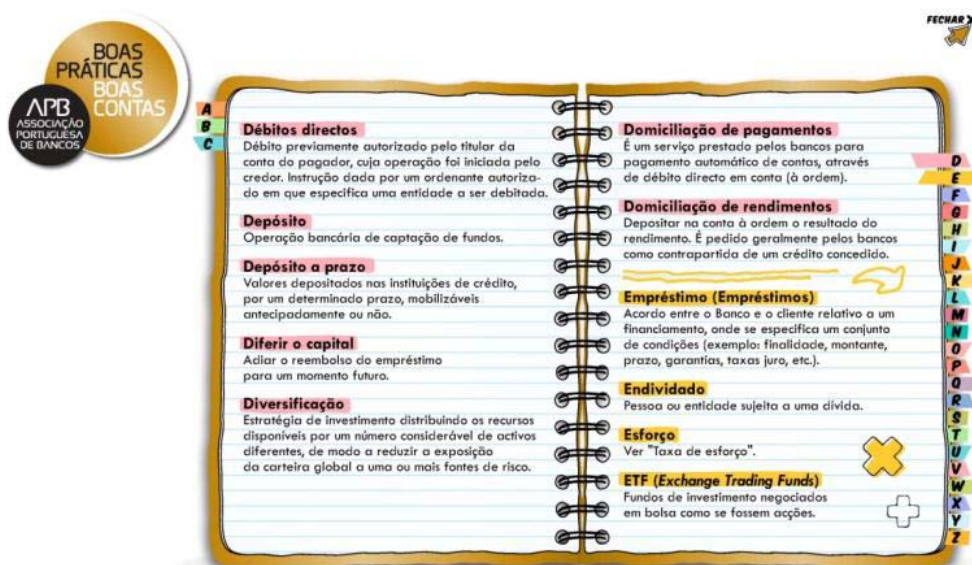 FECHAR X
BOAS
PRÁTICAS
BOAS
CONTAS
APB
ASSOCIAÇÃO
PORTUGUESA
DE BANCOS
A
B
C
Débitos directos
Débito previamente autorizado pelo titular da
conta do pagador, cuja operação foi iniciada pelo
credor. Instrução dada por um ordenante autoriza-
do em que especifica uma entidade a ser debitada.
Depósito
Operação bancária de captação de fundos.
Depósito a prazo
Valores depositados nas instituições de crédito,
por um determinado prazo, mobilizáveis
antecipadamente ou não.
Diferir o capital
Adiar o reembolso do empréstimo
para um momento futuro.
Diversificação
Estratégia de investimento distribuindo os recursos
disponíveis por um número considerável de activos
diferentes, de modo a reduzir a exposição
da carteira global a uma ou mais fontes de risco.
Domiciliação de pagamentos
É um serviço prestado pelos bancos para
pagamento automático de contas, através
de débito directo em conta (à ordem).
Domiciliação de rendimentos
Depositar na conta à ordem o resultado do
rendimento. É pedido geralmente pelos bancos
como contrapartida de um crédito concedido.
Empréstimo (Empréstimos)
Acordo entre o Banco e o cliente relativo a um
financiamento, onde se especifica um conjunto
de condições (exemplo: finalidade, montante,
prazo, garantias, taxas juro, etc.).
Endividado
Pessoa ou entidade sujeita a uma dívida.
Esforço
Ver "Taxa de esforço".
ETF (Exchange Trading Funds)
Fundos de investimento negociados
em bolsa como se fossem acções.
D
E
F
G
H
I
J
K
L
M
N
O
P
Q
R
S
T
U
V
W
X
Y
Z